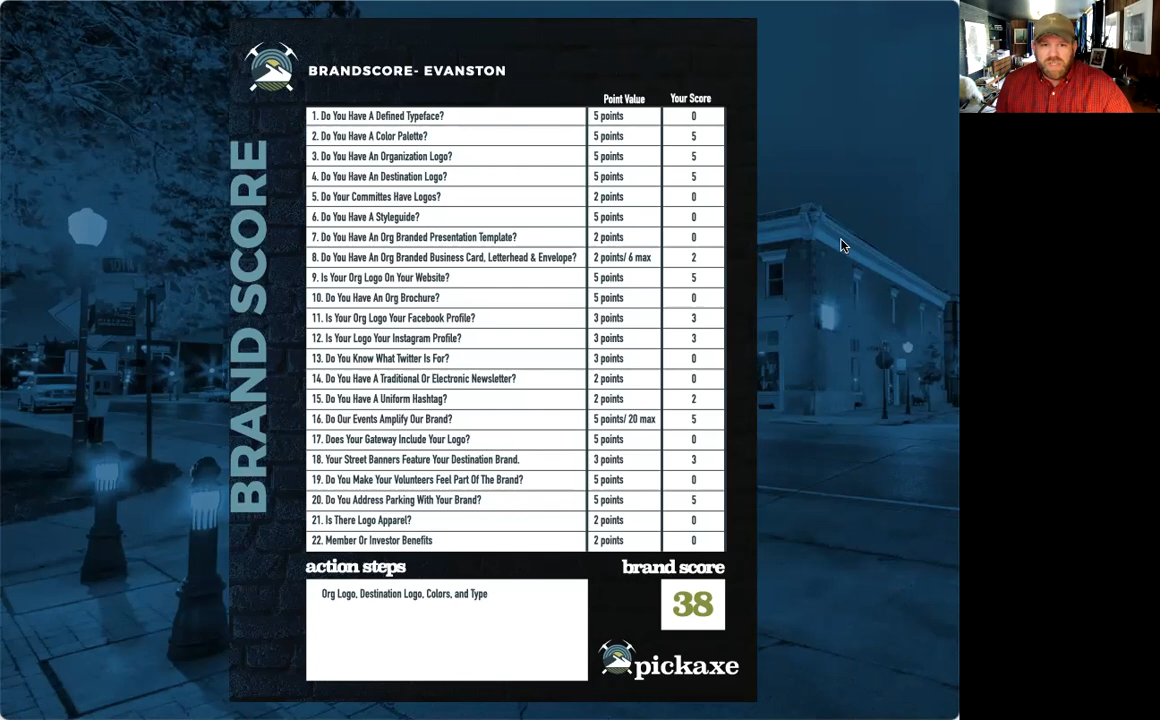 BRANDSCORE- EVANSTON
BRAND SCORE
Point Value Your Score
1. Do You Have A Defined Typeface? 5 points 0
2. Do You Have A Color Palette? 5 points 5
3. Do You Have An Organization Logo? 5 points 5
4. Do You Have An Destination Logo? 5 points 5
5. Do Your Committes Have Logos? 2 points 0
6. Do You Have A Styleguide? 5 points 0
7. Do You Have An Org Branded Presentation Template? 2 points 0
8. Do You Have An Org Branded Business Card, Letterhead & Envelope? 2 points/ 6 max 2
9. Is Your Org Logo On Your Website? 5 points 5
10. Do You Have An Org Brochure? 5 points 0
11. Is Your Org Logo Your Facebook Profile? 3 points 3
12. Is Your Logo Your Instagram Profile? 3 points 3
13. Do You Know What Twitter Is For? 3 points 0
14. Do You Have A Traditional Or Electronic Newsletter? 2 points 0
15. Do You Have A Uniform Hashtag? 2 points 2
16. Do Our Events Amplify Our Brand? 5 points/ 20 max 5
17. Does Your Gateway Include Your Logo? 5 points 0
18. Your Street Banners Feature Your Destination Brand. 3 points 3
19. Do You Make Your Volunteers Feel Part Of The Brand? 5 points 0
20. Do You Address Parking With Your Brand? 5 points 5
21. Is There Logo Apparel? 2 points 0
22. Member Or Investor Benefits 2 points 0
action steps brand score
Org Logo, Destination Logo, Colors, and Type
38
pickaxe